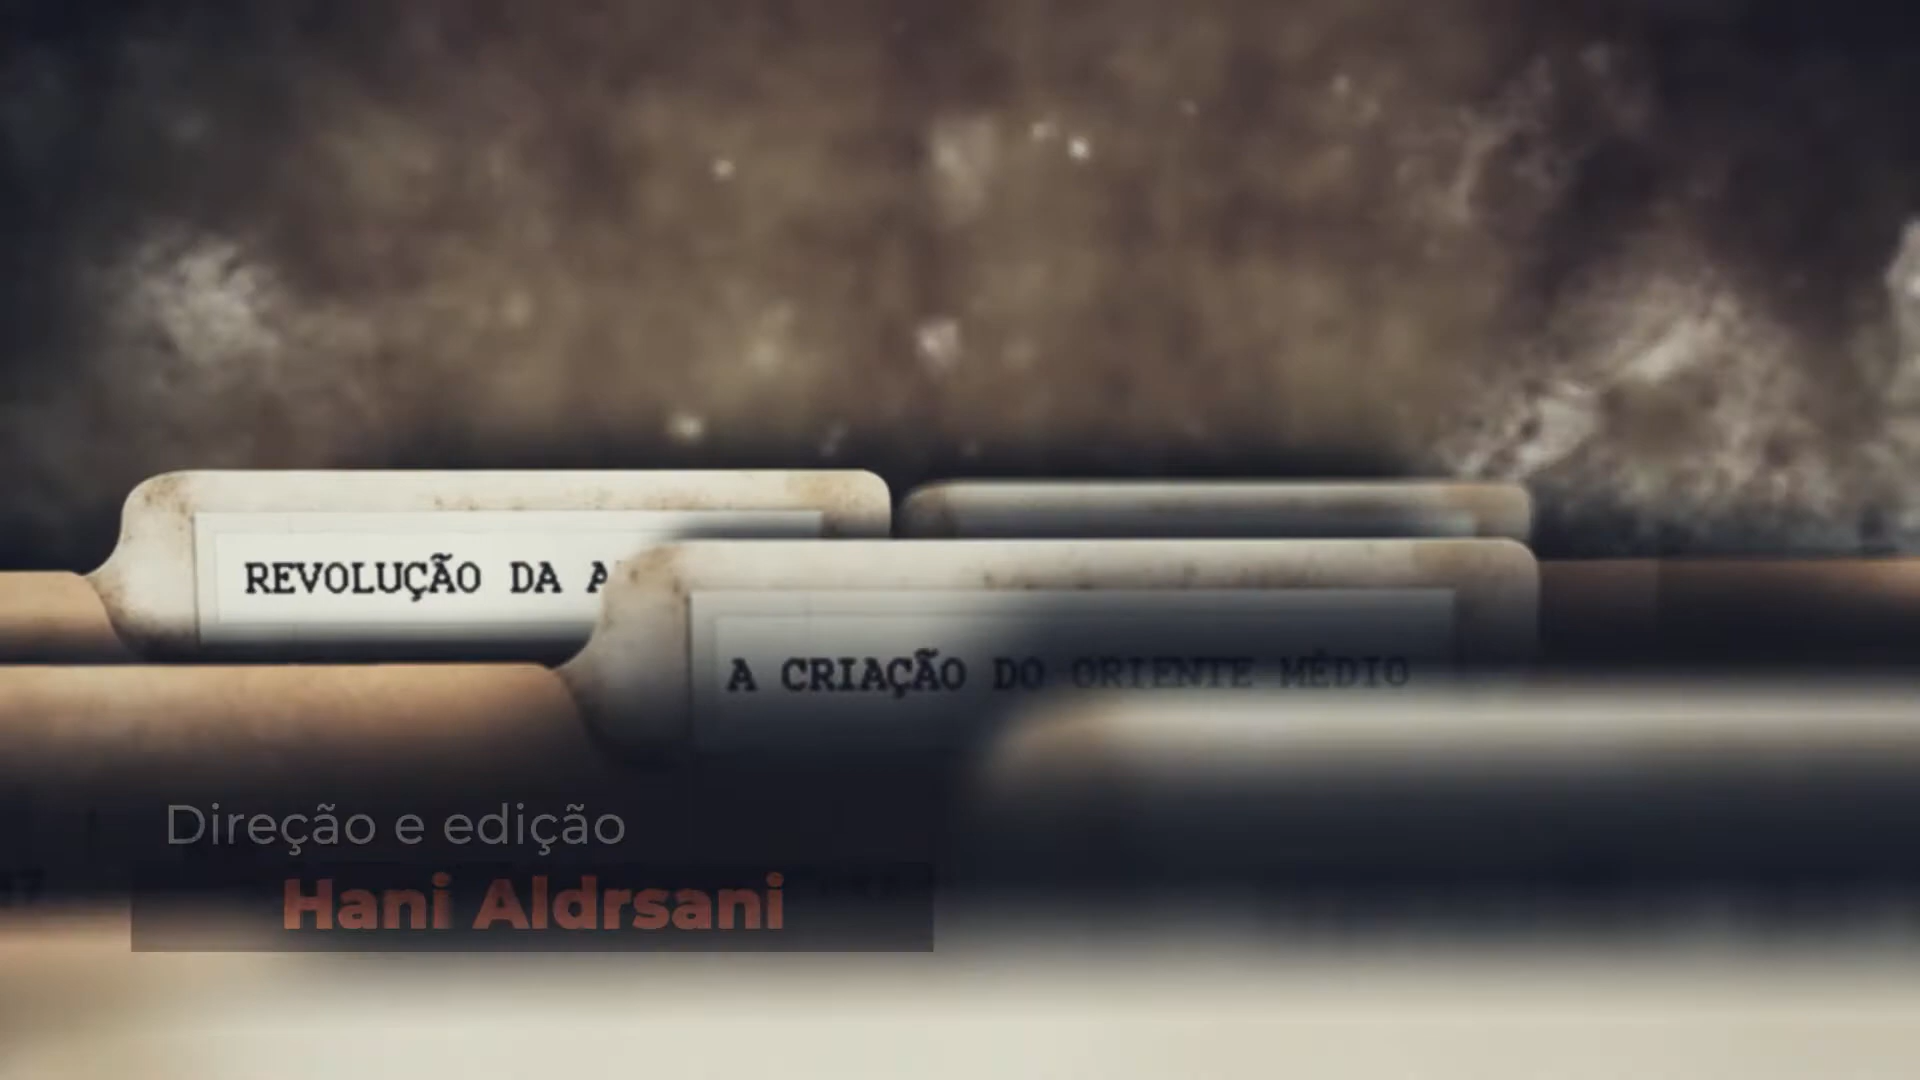 REVOLUÇÃO DA A
A CRIAÇÃO DO ORIENTE MÉDIO
Direção e edição
Hani Aldrsani